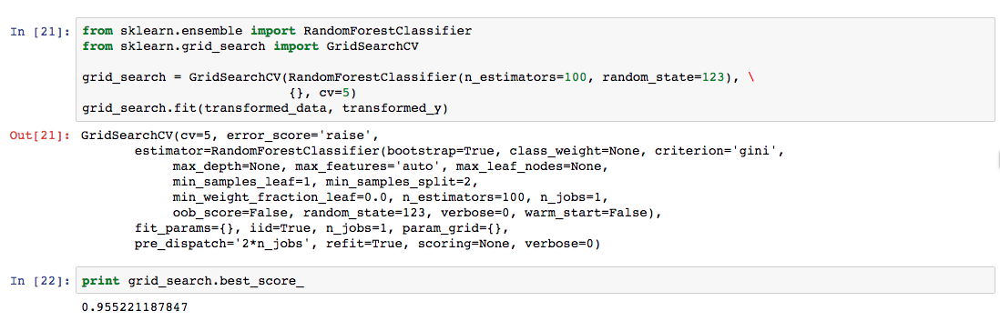 In [21]: from sklearn.ensemble import RandomForestClassifier
from sklearn.grid_search import GridSearchCV
grid_search = GridSearchCV(RandomForestClassifier(n_estimators=100, random_state=123), \
{}, cv=5)
grid_search.fit(transformed_data, transformed_y)
Out[21]: GridSearchCV(cv=5, error_score='raise',
estimator=RandomForestClassifier(bootstrap=True, class_weight=None, criterion='gini',
max_depth=None, max_features='auto', max_leaf_nodes=None,
min_samples_leaf=1, min_samples_split=2,
min_weight_fraction_leaf=0.0, n_estimators=100, n_jobs=1,
oob_score=False, random_state=123, verbose=0, warm_start=False),
fit_params={}, iid=True, n_jobs=1, param_grid={},
pre_dispatch='2*n_jobs', refit=True, scoring=None, verbose=0)
In [22]: print grid_search.best_score_
0.955221187847